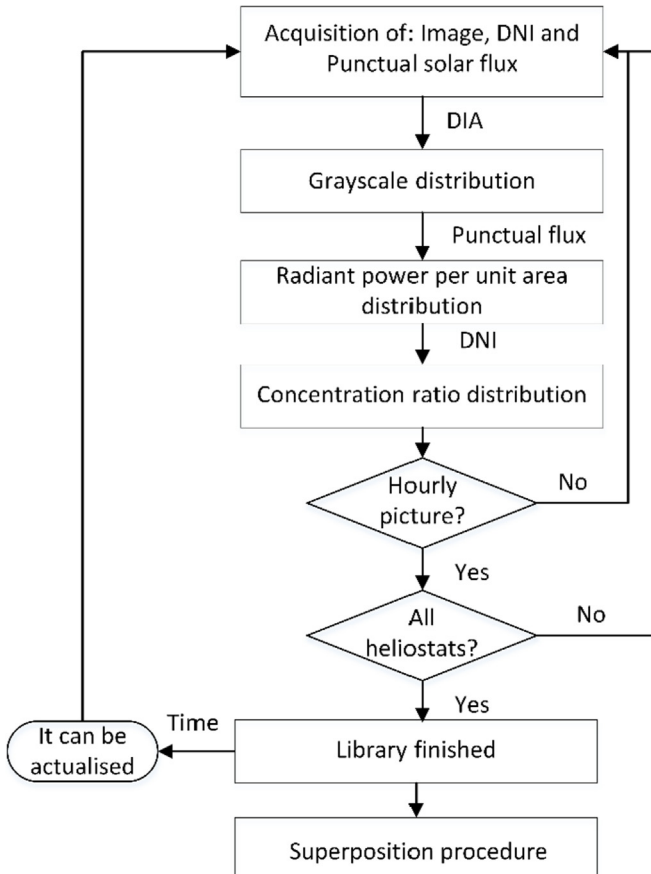 Acquisition of: Image, DNI and
Punctual solar flux
DIA
Grayscale distribution
Punctual flux
Radiant power per unit area
distribution
DNI
Concentration ratio distribution
Hourly
picture?
No
Yes
All
heliostats?
No
Yes
Time
It can be
actualised
Library finished
Superposition procedure